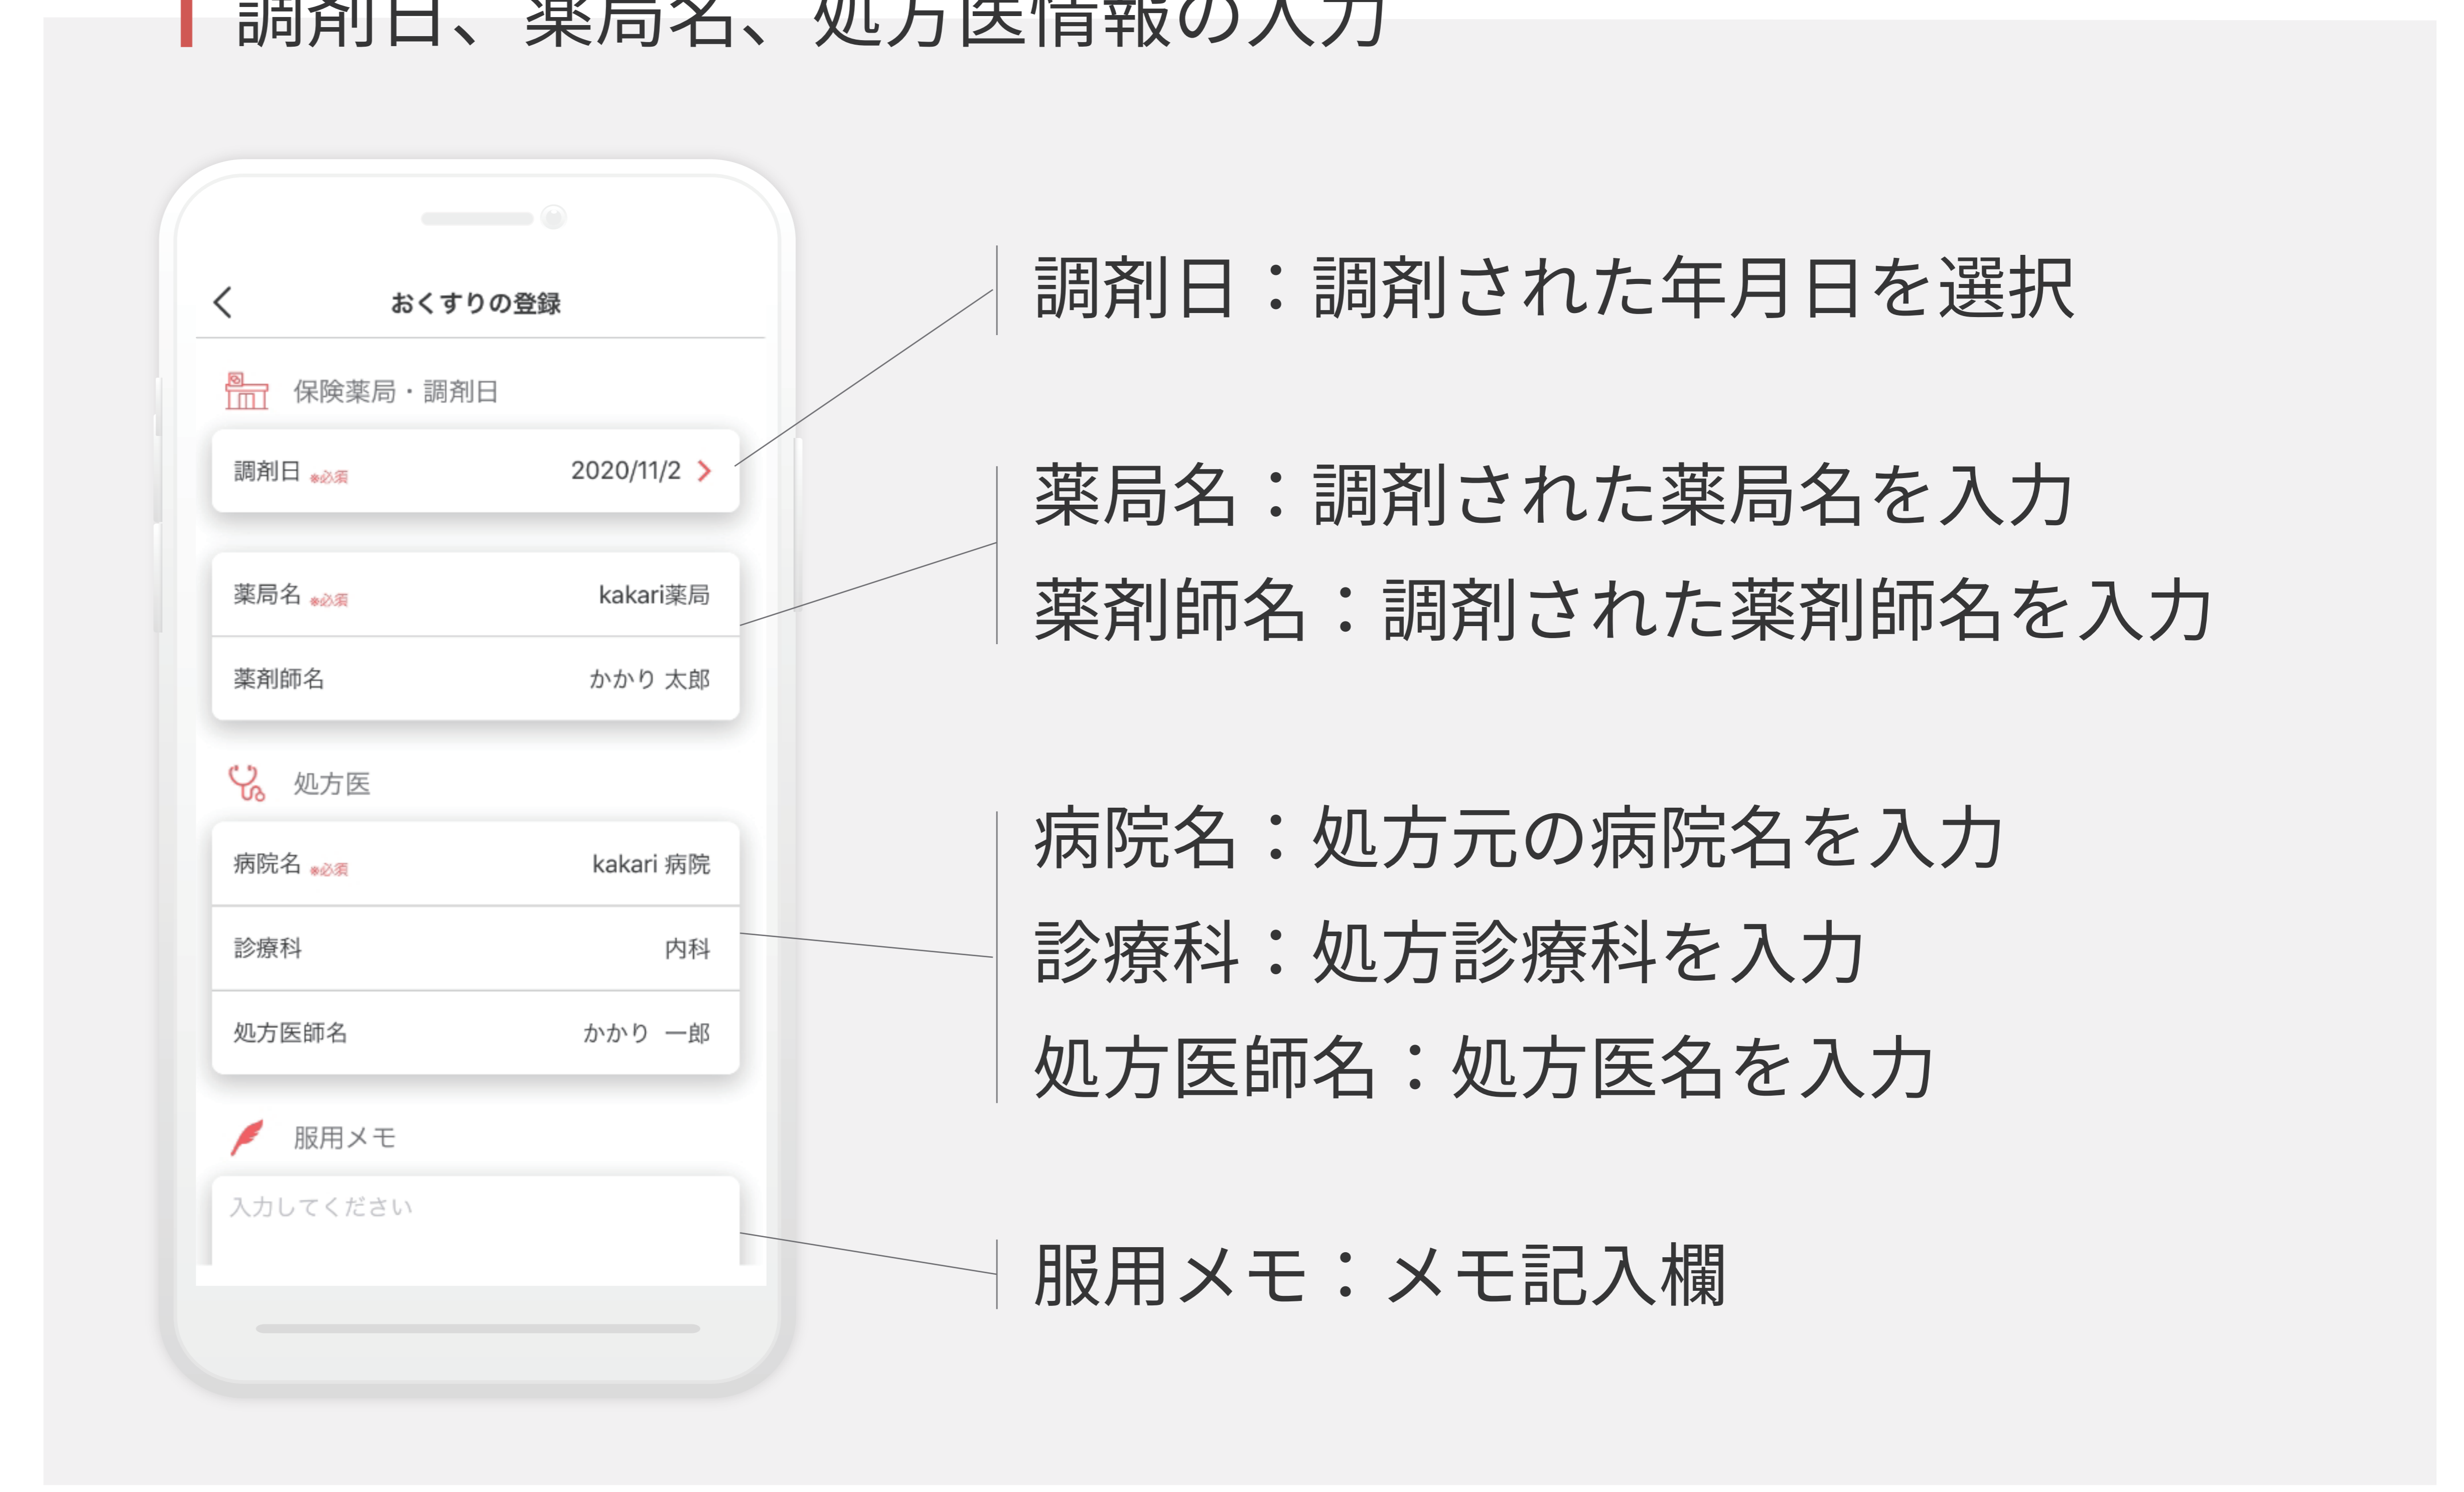 調剤日、薬局名、処方医情報の入力
おくすりの登録
保険薬局・調剤日
調剤日 ※必須 2020/11/2
薬局名 ※必須 kakari薬局
薬剤師名 かかり 太郎
処方医
病院名 ※必須 kakari 病院
診療科 内科
処方医師名 かかり 一郎
服用メモ
入力してください
調剤日：調剤された年月日を選択
薬局名：調剤された薬局名を入力
薬剤師名：調剤された薬剤師名を入力
病院名：処方元の病院名を入力
診療科：処方診療科を入力
処方医師名：処方医名を入力
服用メモ：メモ記入欄